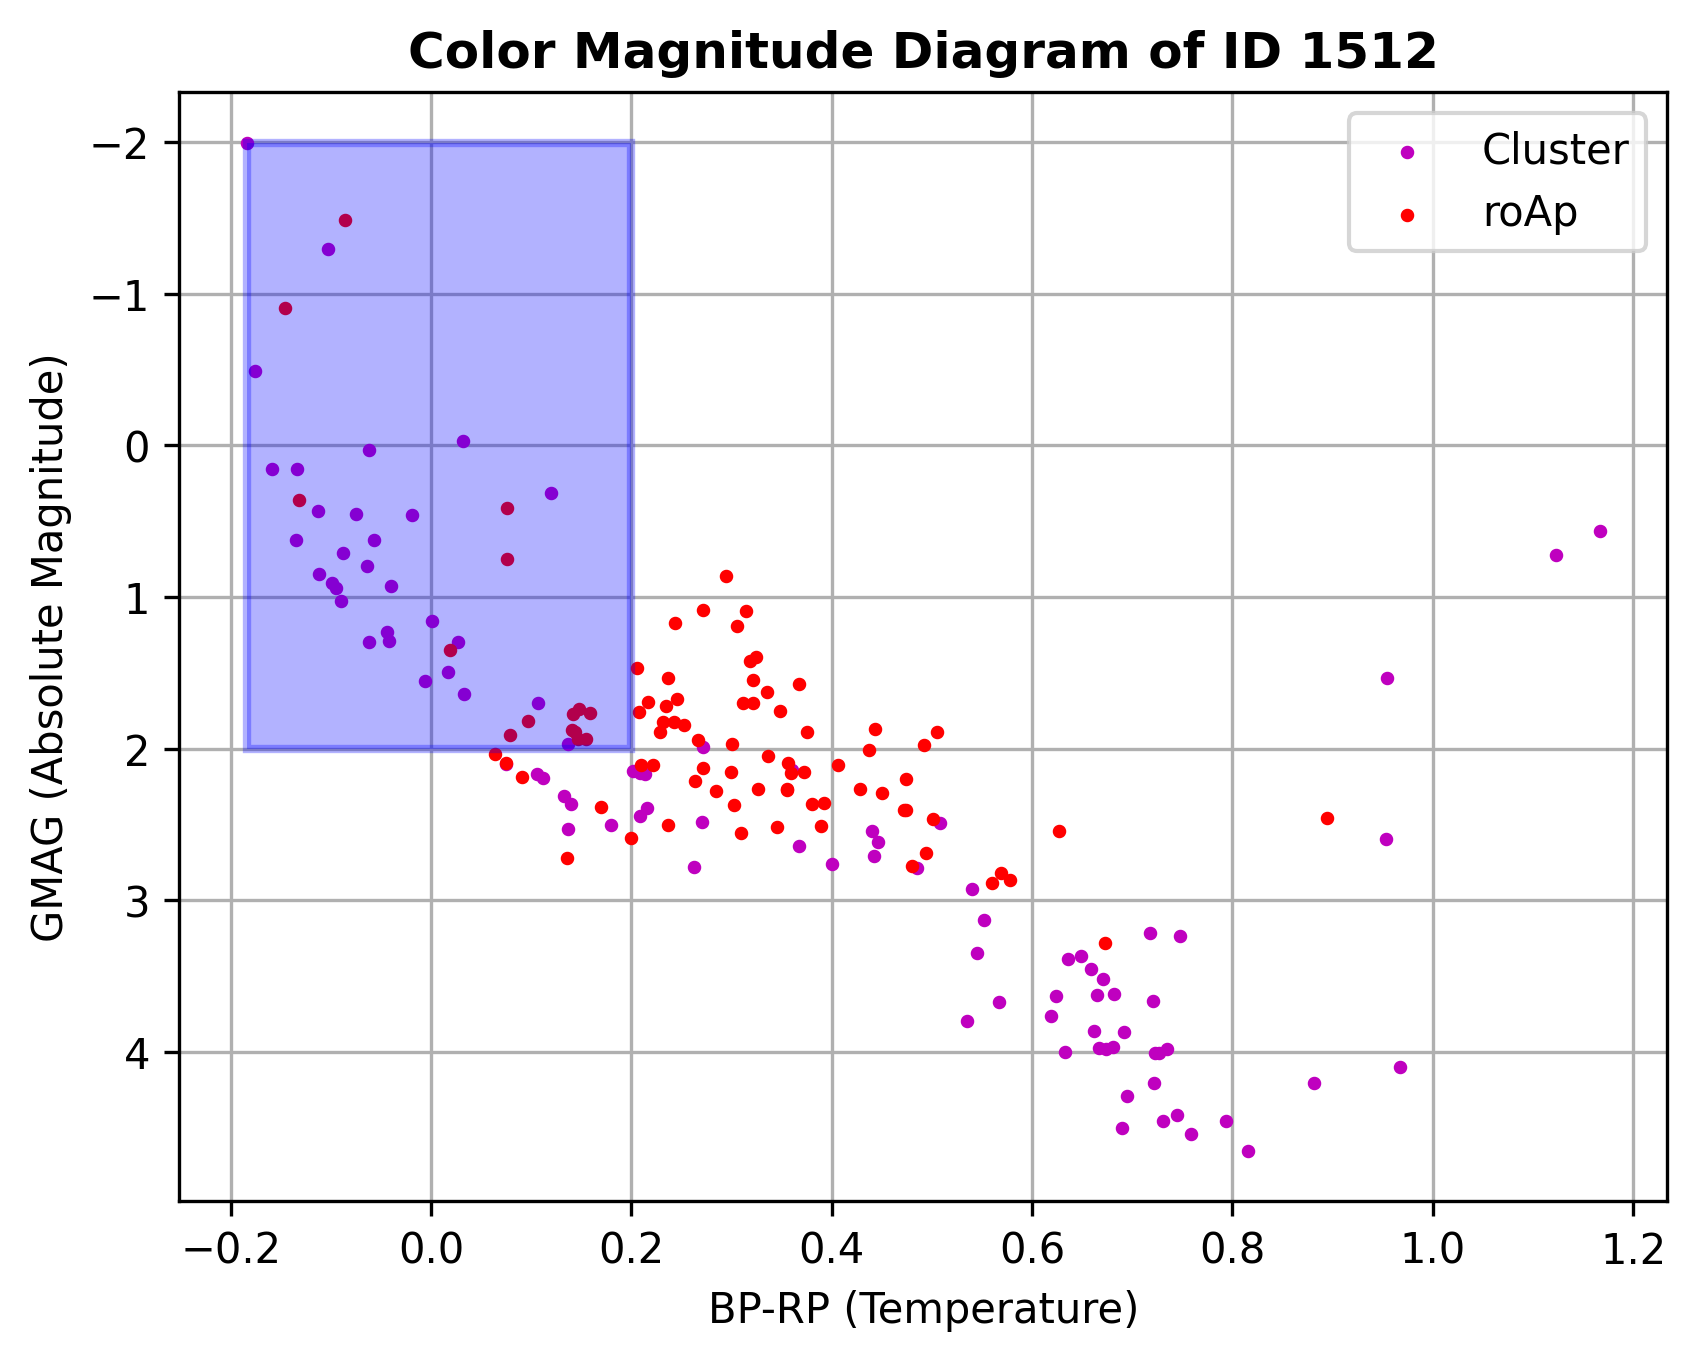 Color Magnitude Diagram of ID 1512
Cluster
roAp
GMAG (Absolute Magnitude)
−2
−1
0
1
2
3
4
−0.2 0.0 0.2 0.4 0.6 0.8 1.0 1.2
BP-RP (Temperature)